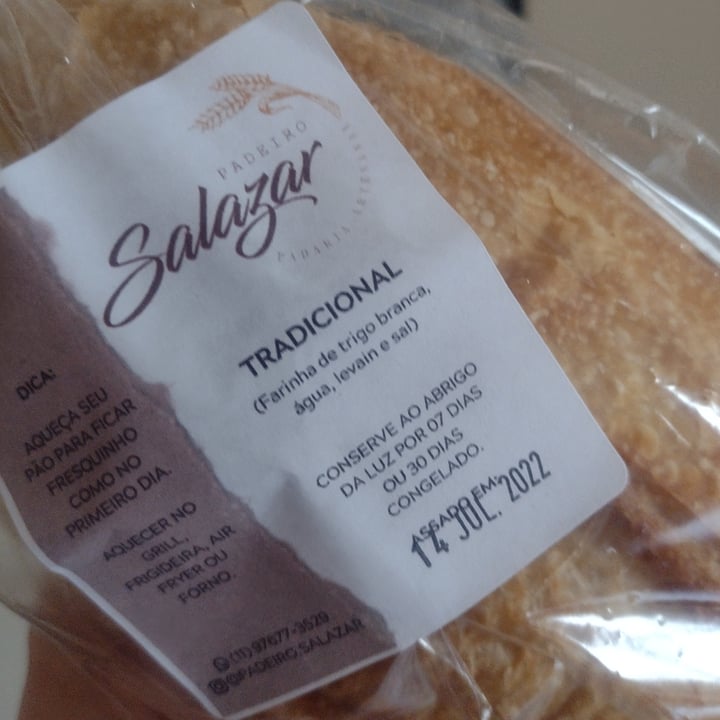 PADEIRO
Salazar
PADARIA ARTESANAL
TRADICIONAL
(Farinha de trigo branca,
água, levain e sal)
CONSERVE AO ABRIGO
DA LUZ POR 07 DIAS
OU 30 DIAS
CONGELADO.
ASSADO EM:
14 JUL. 2022
DICA:
AQUEÇA SEU
PÃO PARA FICAR
FRESQUINHO
COMO NO
PRIMEIRO DIA.
AQUECER NO
GRILL,
FRIGIDEIRA, AIR
FRYER OU
FORNO.
(11) 97677-3529
@PADEIRO.SALAZAR